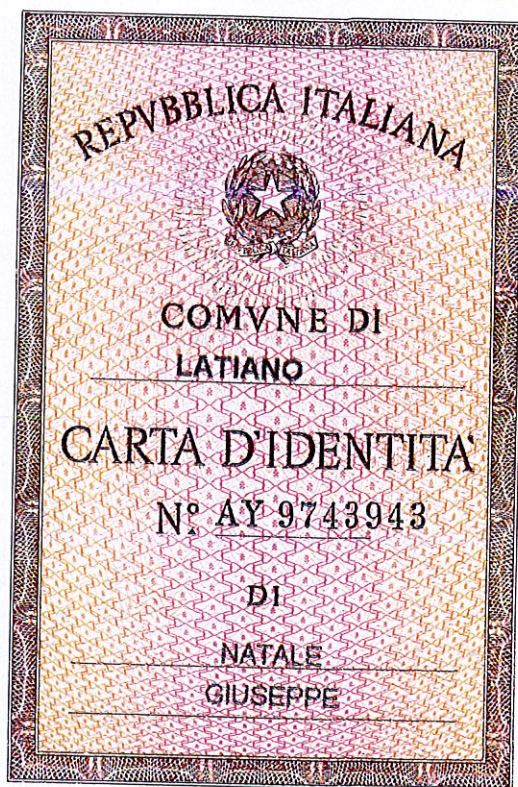 REPVBBLICA ITALIANA
COMVNE DI
LATIANO
CARTA D'IDENTITA'
N° AY 9743943
DI
NATALE
GIUSEPPE